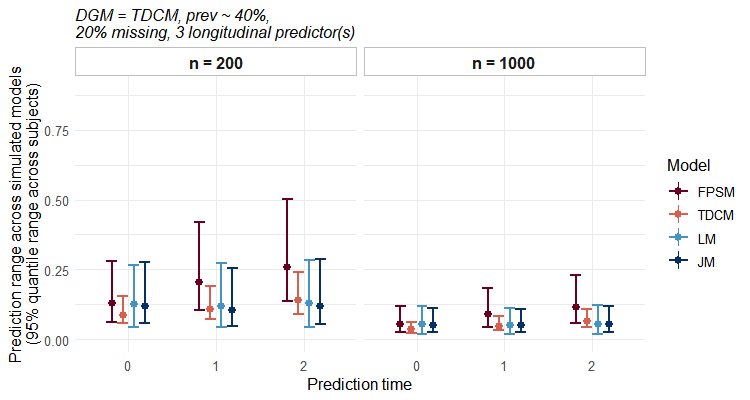 DGM = TDCM, prev ~ 40%,
20% missing, 3 longitudinal predictor(s)
n = 200
n = 1000
Prediction range across simulated models
(95% quantile range across subjects)
0.75
0.50
0.25
0.00
0
1
2
0
1
2
Prediction time
Model
FPSM
TDCM
LM
JM